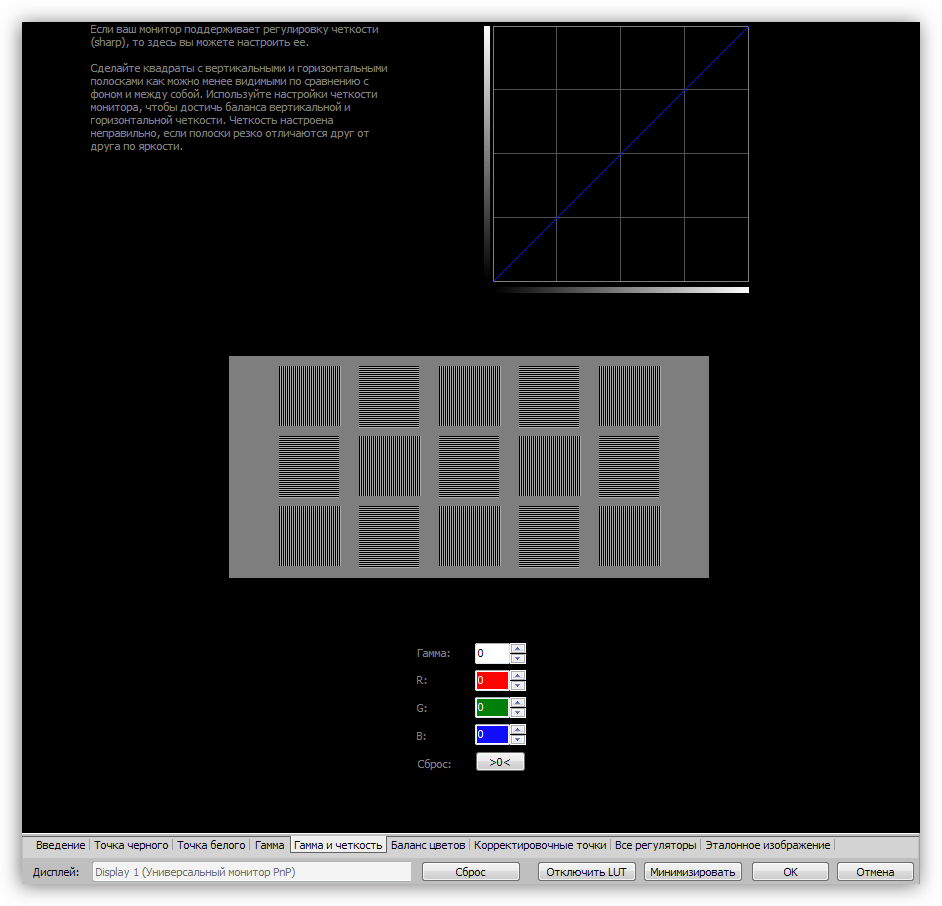 Если ваш монитор поддерживает регулировку четкости
(sharp), то здесь вы можете настроить ее.
Сделайте квадраты с вертикальными и горизонтальными
полосками как можно менее видимыми по сравнению с
фоном и между собой. Используйте настройки четкости
монитора, чтобы достичь баланса вертикальной и
горизонтальной четкости. Четкость настроена
неправильно, если полоски резко отличаются друг от
друга по яркости.
Гамма: 0
R: 0
G: 0
B: 0
Сброс: >0<
Введение Точка черного Точка белого Гамма Гамма и четкость Баланс цветов Корректировочные точки Все регуляторы Эталонное изображение
Дисплей: Display 1 (Универсальный монитор PnP) Сброс Отключить LUT Минимизировать OK Отмена